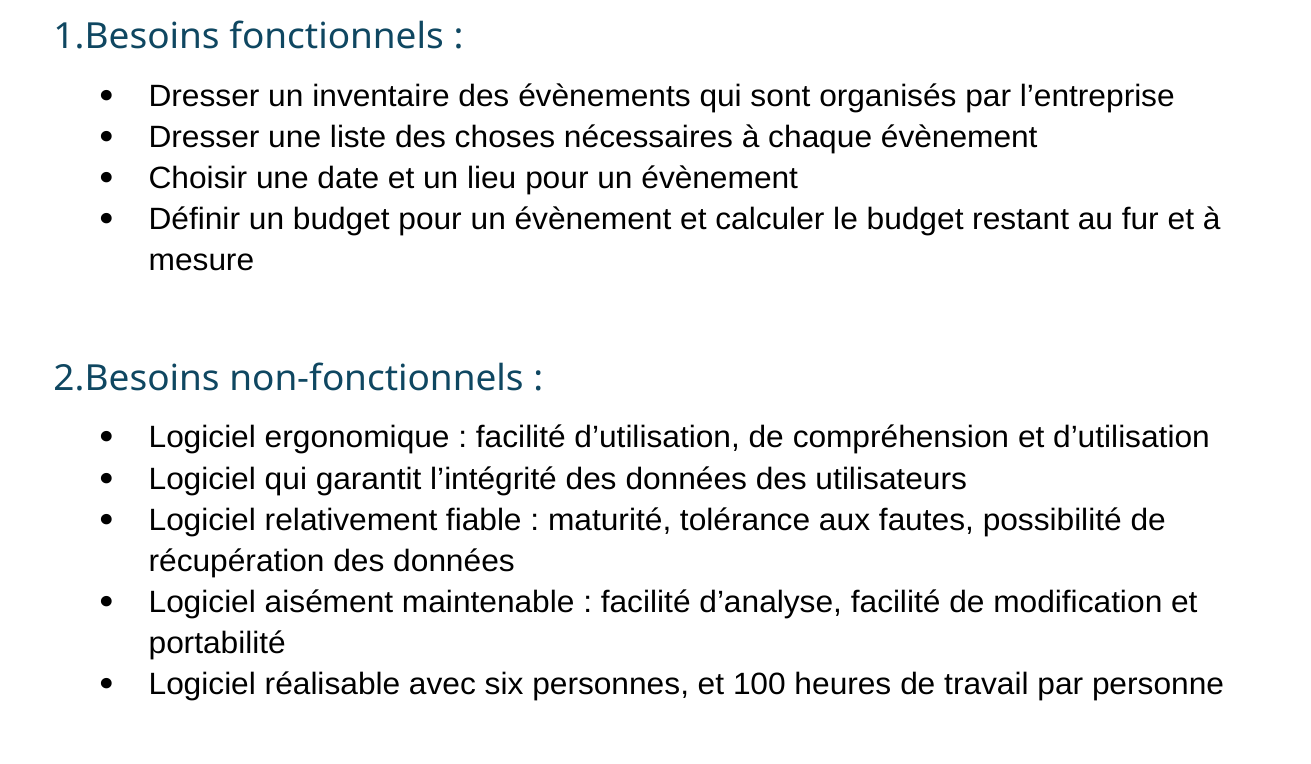 1.Besoins fonctionnels :
• Dresser un inventaire des évènements qui sont organisés par l’entreprise
• Dresser une liste des choses nécessaires à chaque évènement
• Choisir une date et un lieu pour un évènement
• Définir un budget pour un évènement et calculer le budget restant au fur et à
mesure
2.Besoins non-fonctionnels :
• Logiciel ergonomique : facilité d’utilisation, de compréhension et d’utilisation
• Logiciel qui garantit l’intégrité des données des utilisateurs
• Logiciel relativement fiable : maturité, tolérance aux fautes, possibilité de
récupération des données
• Logiciel aisément maintenable : facilité d’analyse, facilité de modification et
portabilité
• Logiciel réalisable avec six personnes, et 100 heures de travail par personne